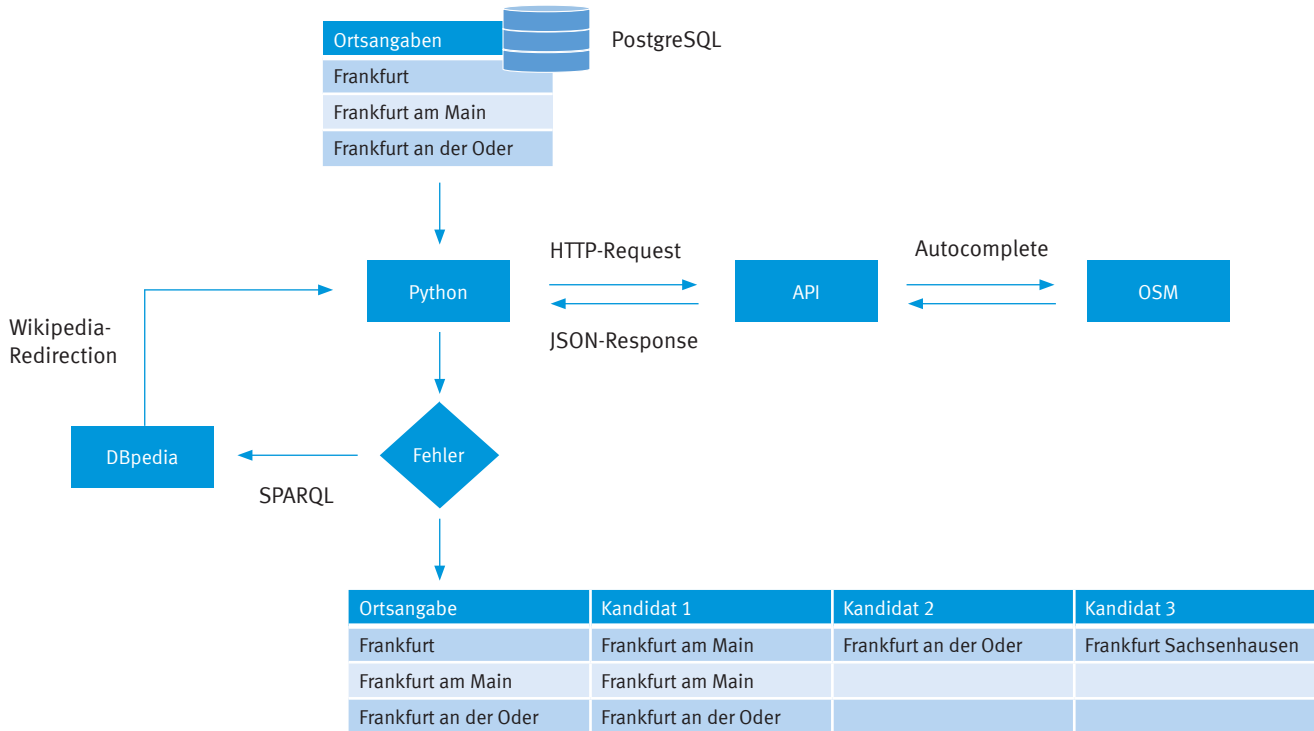 Ortsangaben
PostgreSQL
Frankfurt
Frankfurt am Main
Frankfurt an der Oder
HTTP-Request
Autocomplete
Python
API
OSM
JSON-Response
Wikipedia-
Redirection
DBpedia
Fehler
SPARQL
Ortsangabe Kandidat 1 Kandidat 2 Kandidat 3
Frankfurt Frankfurt am Main Frankfurt an der Oder Frankfurt Sachsenhausen
Frankfurt am Main Frankfurt am Main
Frankfurt an der Oder Frankfurt an der Oder